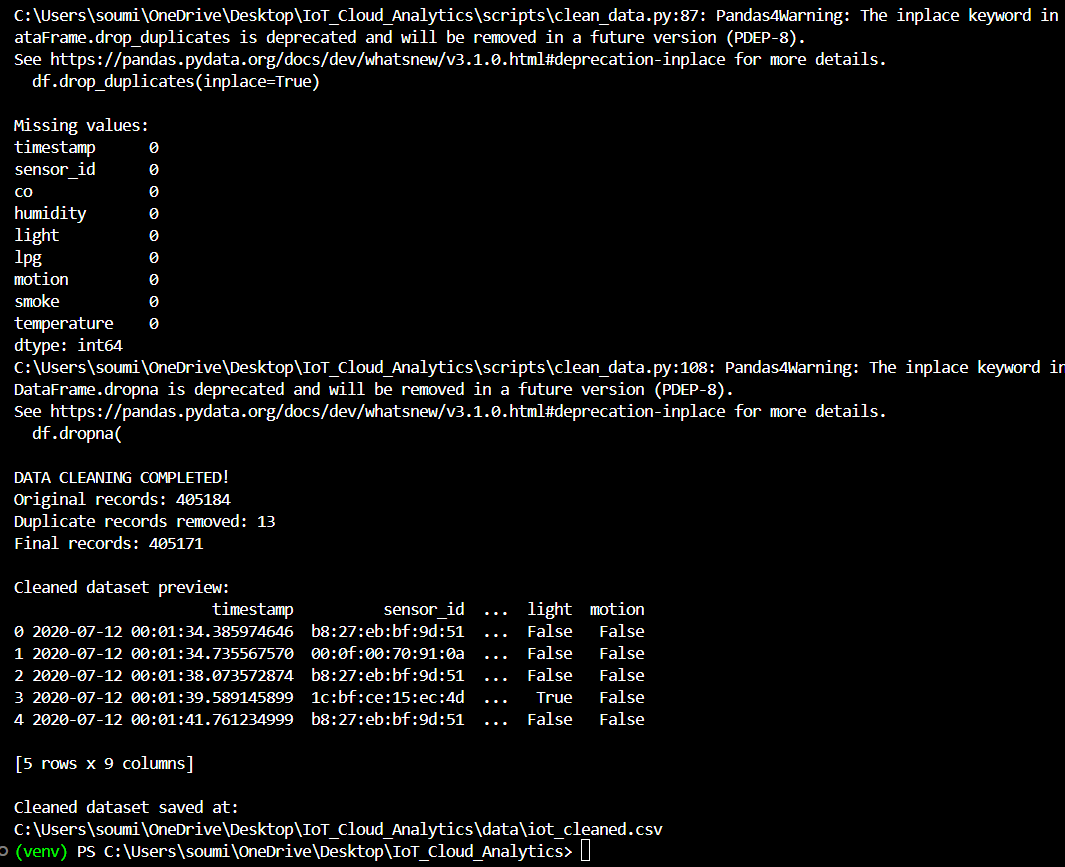 C:\Users\soumi\OneDrive\Desktop\IoT_Cloud_Analytics\scripts\clean_data.py:87: Pandas4Warning: The inplace keyword in
ataFrame.drop_duplicates is deprecated and will be removed in a future version (PDEP-8).
See https://pandas.pydata.org/docs/dev/whatsnew/v3.1.0.html#deprecation-inplace for more details.
  df.drop_duplicates(inplace=True)
Missing values:
timestamp      0
sensor_id      0
co             0
humidity       0
light          0
lpg            0
motion         0
smoke          0
temperature    0
dtype: int64
C:\Users\soumi\OneDrive\Desktop\IoT_Cloud_Analytics\scripts\clean_data.py:108: Pandas4Warning: The inplace keyword in
DataFrame.dropna is deprecated and will be removed in a future version (PDEP-8).
See https://pandas.pydata.org/docs/dev/whatsnew/v3.1.0.html#deprecation-inplace for more details.
  df.dropna(
DATA CLEANING COMPLETED!
Original records: 405184
Duplicate records removed: 13
Final records: 405171
Cleaned dataset preview:
                      timestamp          sensor_id  ...  light  motion
0 2020-07-12 00:01:34.385974646  b8:27:eb:bf:9d:51  ...  False   False
1 2020-07-12 00:01:34.735567570  00:0f:00:70:91:0a  ...  False   False
2 2020-07-12 00:01:38.073572874  b8:27:eb:bf:9d:51  ...  False   False
3 2020-07-12 00:01:39.589145899  1c:bf:ce:15:ec:4d  ...   True   False
4 2020-07-12 00:01:41.761234999  b8:27:eb:bf:9d:51  ...  False   False
[5 rows x 9 columns]
Cleaned dataset saved at:
C:\Users\soumi\OneDrive\Desktop\IoT_Cloud_Analytics\data\iot_cleaned.csv
(venv) PS C:\Users\soumi\OneDrive\Desktop\IoT_Cloud_Analytics>